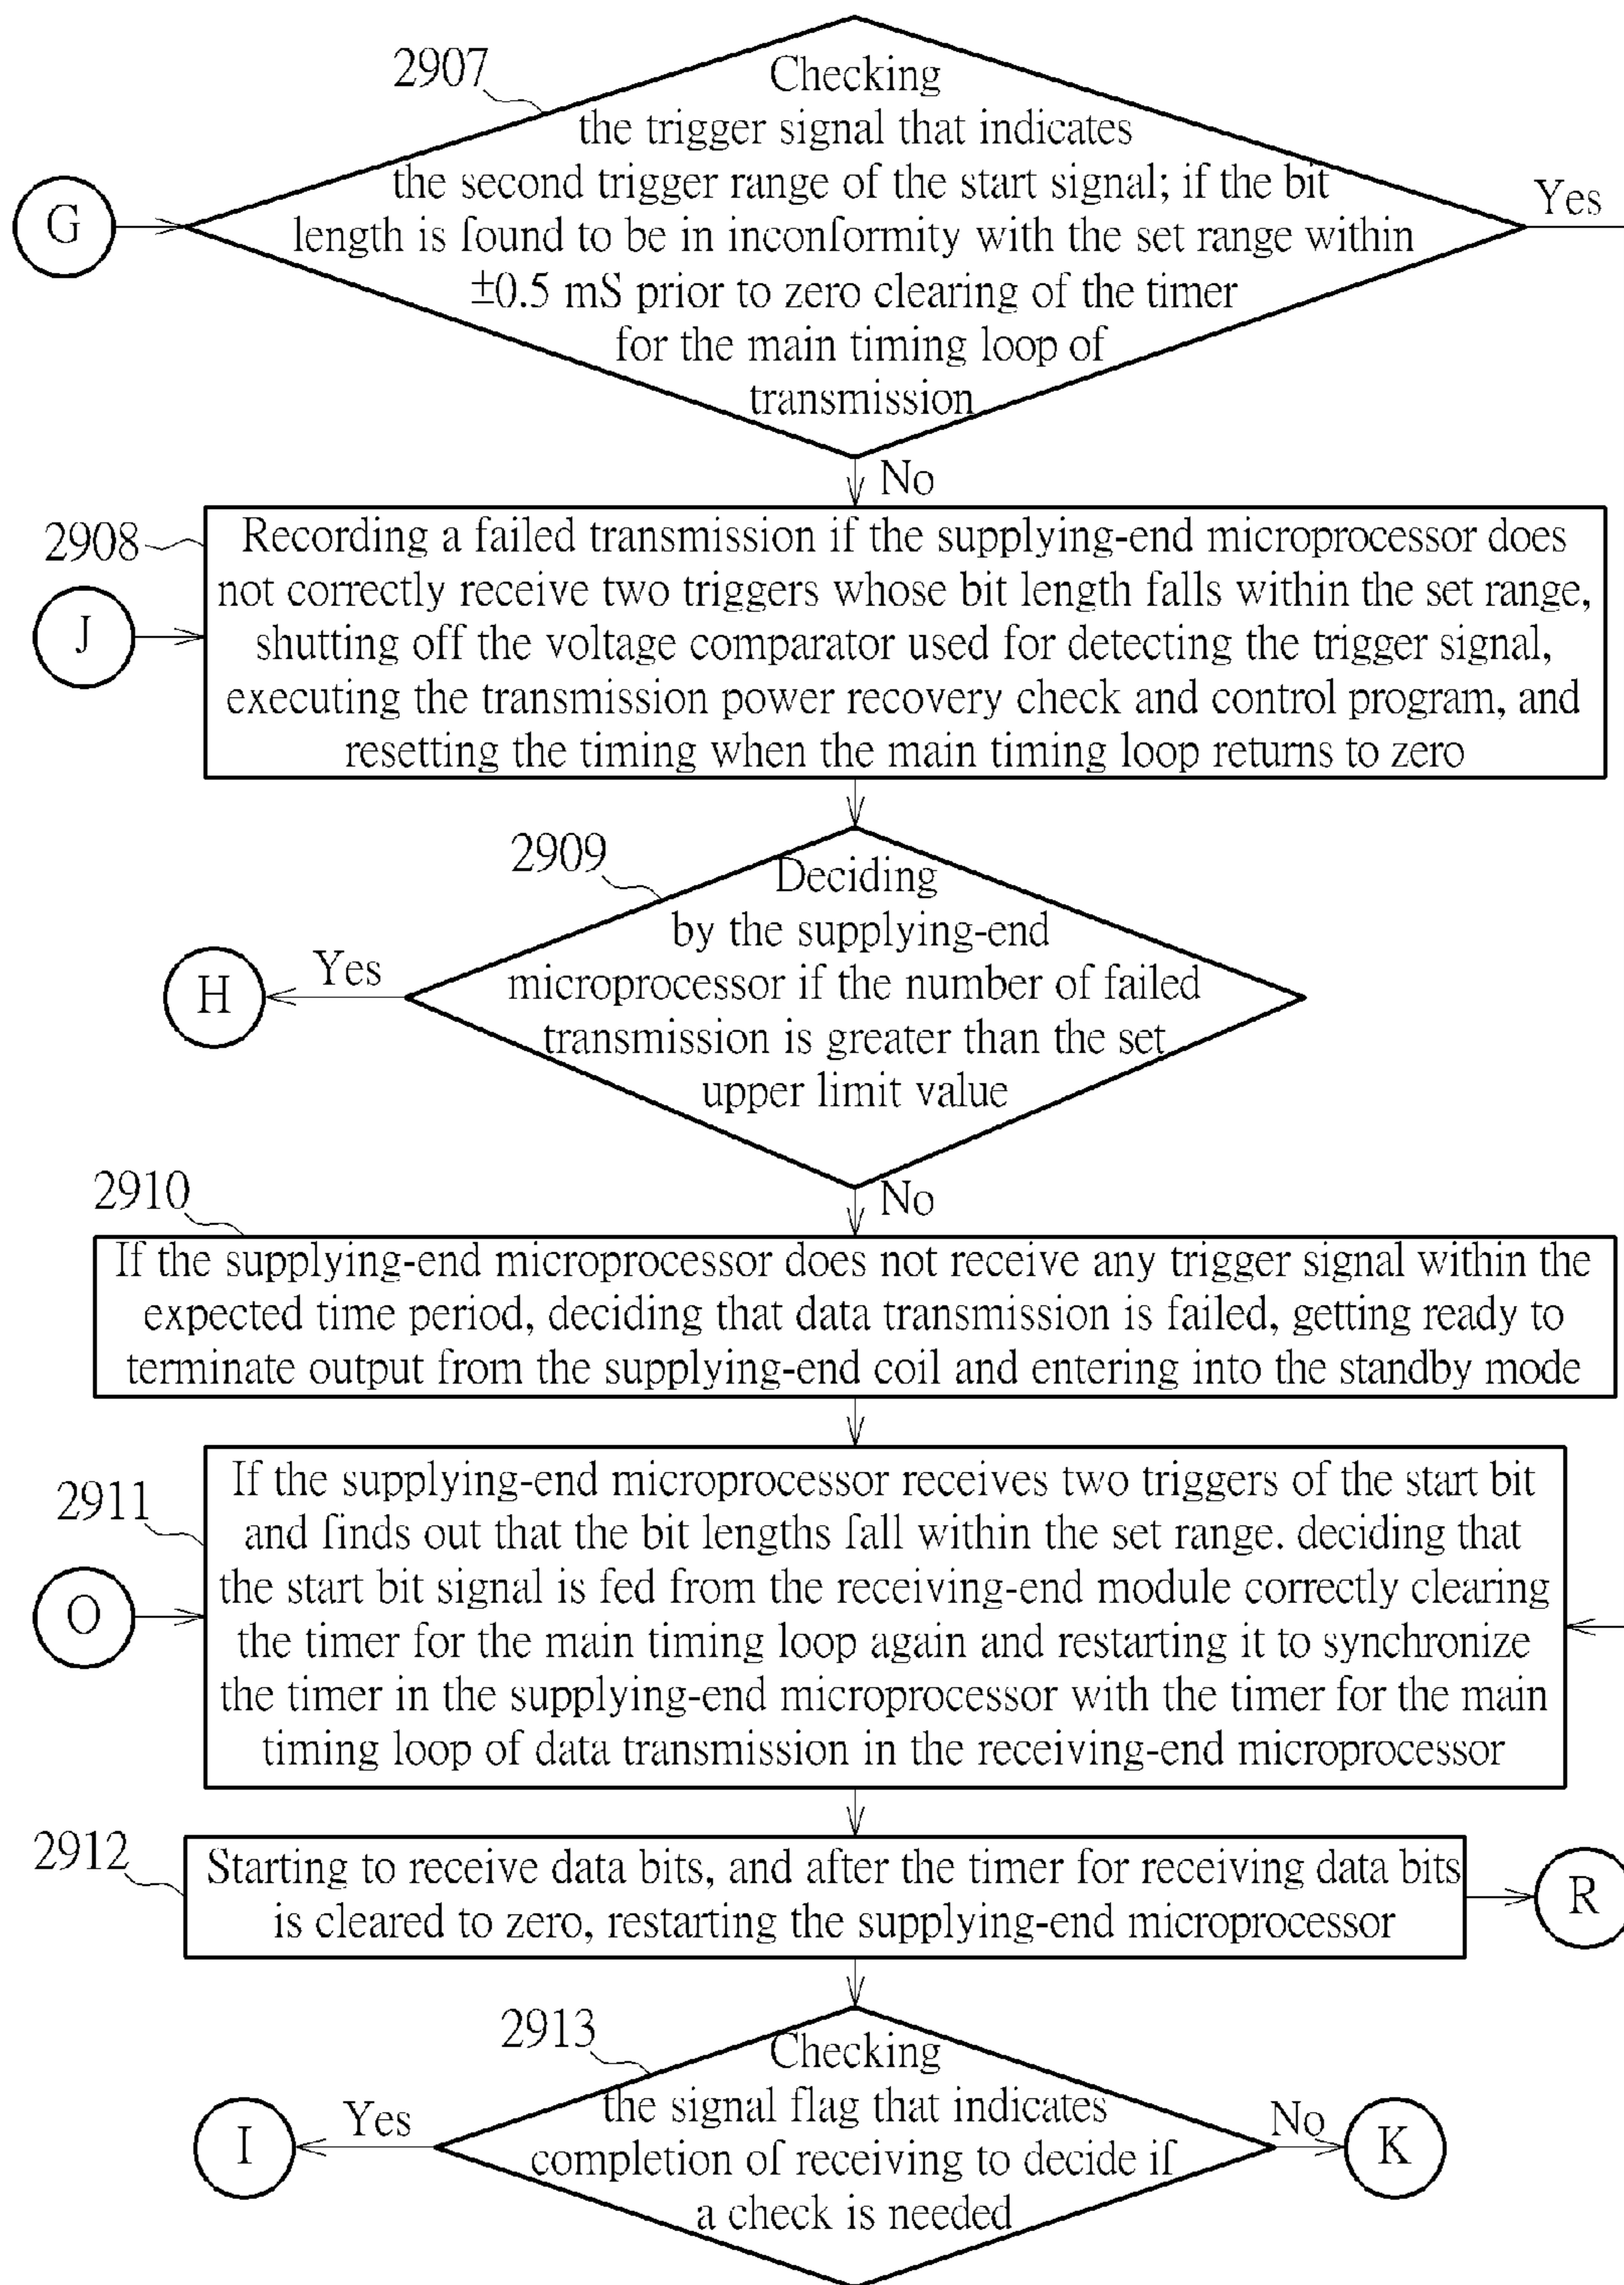 2907
Checking
the trigger signal that indicates
the second trigger range of the start signal; if the bit
length is found to be in inconformity with the set range within
±0.5 mS prior to zero clearing of the timer
for the main timing loop of
transmission
G
Yes
No
2908
Recording a failed transmission if the supplying-end microprocessor does
not correctly receive two triggers whose bit length falls within the set range,
shutting off the voltage comparator used for detecting the trigger signal,
executing the transmission power recovery check and control program, and
resetting the timing when the main timing loop returns to zero
J
2909
Deciding
by the supplying-end
microprocessor if the number of failed
transmission is greater than the set
upper limit value
Yes
H
No
2910
If the supplying-end microprocessor does not receive any trigger signal within the
expected time period, deciding that data transmission is failed, getting ready to
terminate output from the supplying-end coil and entering into the standby mode
2911
If the supplying-end microprocessor receives two triggers of the start bit
and finds out that the bit lengths fall within the set range. deciding that
the start bit signal is fed from the receiving-end module correctly clearing
the timer for the main timing loop again and restarting it to synchronize
the timer in the supplying-end microprocessor with the timer for the main
timing loop of data transmission in the receiving-end microprocessor
O
2912
Starting to receive data bits, and after the timer for receiving data bits
is cleared to zero, restarting the supplying-end microprocessor
R
2913
Checking
the signal flag that indicates
completion of receiving to decide if
a check is needed
Yes
I
No
K